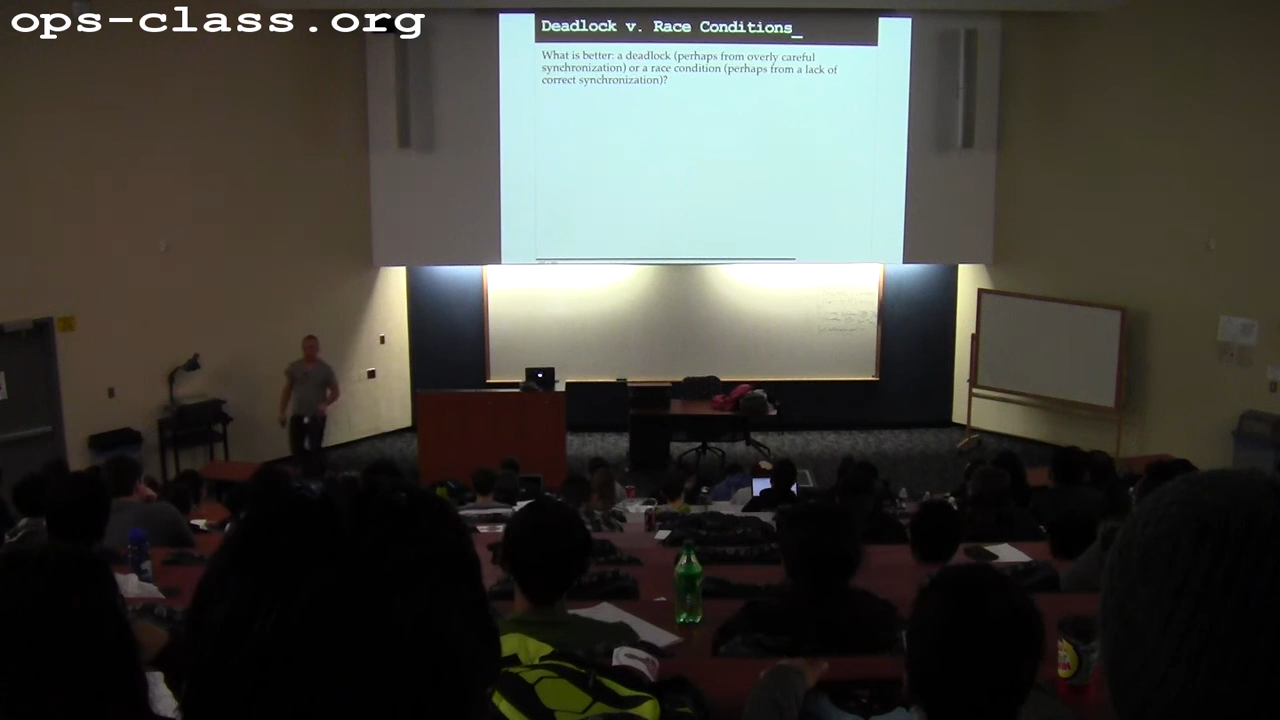 ops-class.org
Deadlock v. Race Conditions_
What is better: a deadlock (perhaps from overly careful
synchronization) or a race condition (perhaps from a lack of
correct synchronization)?